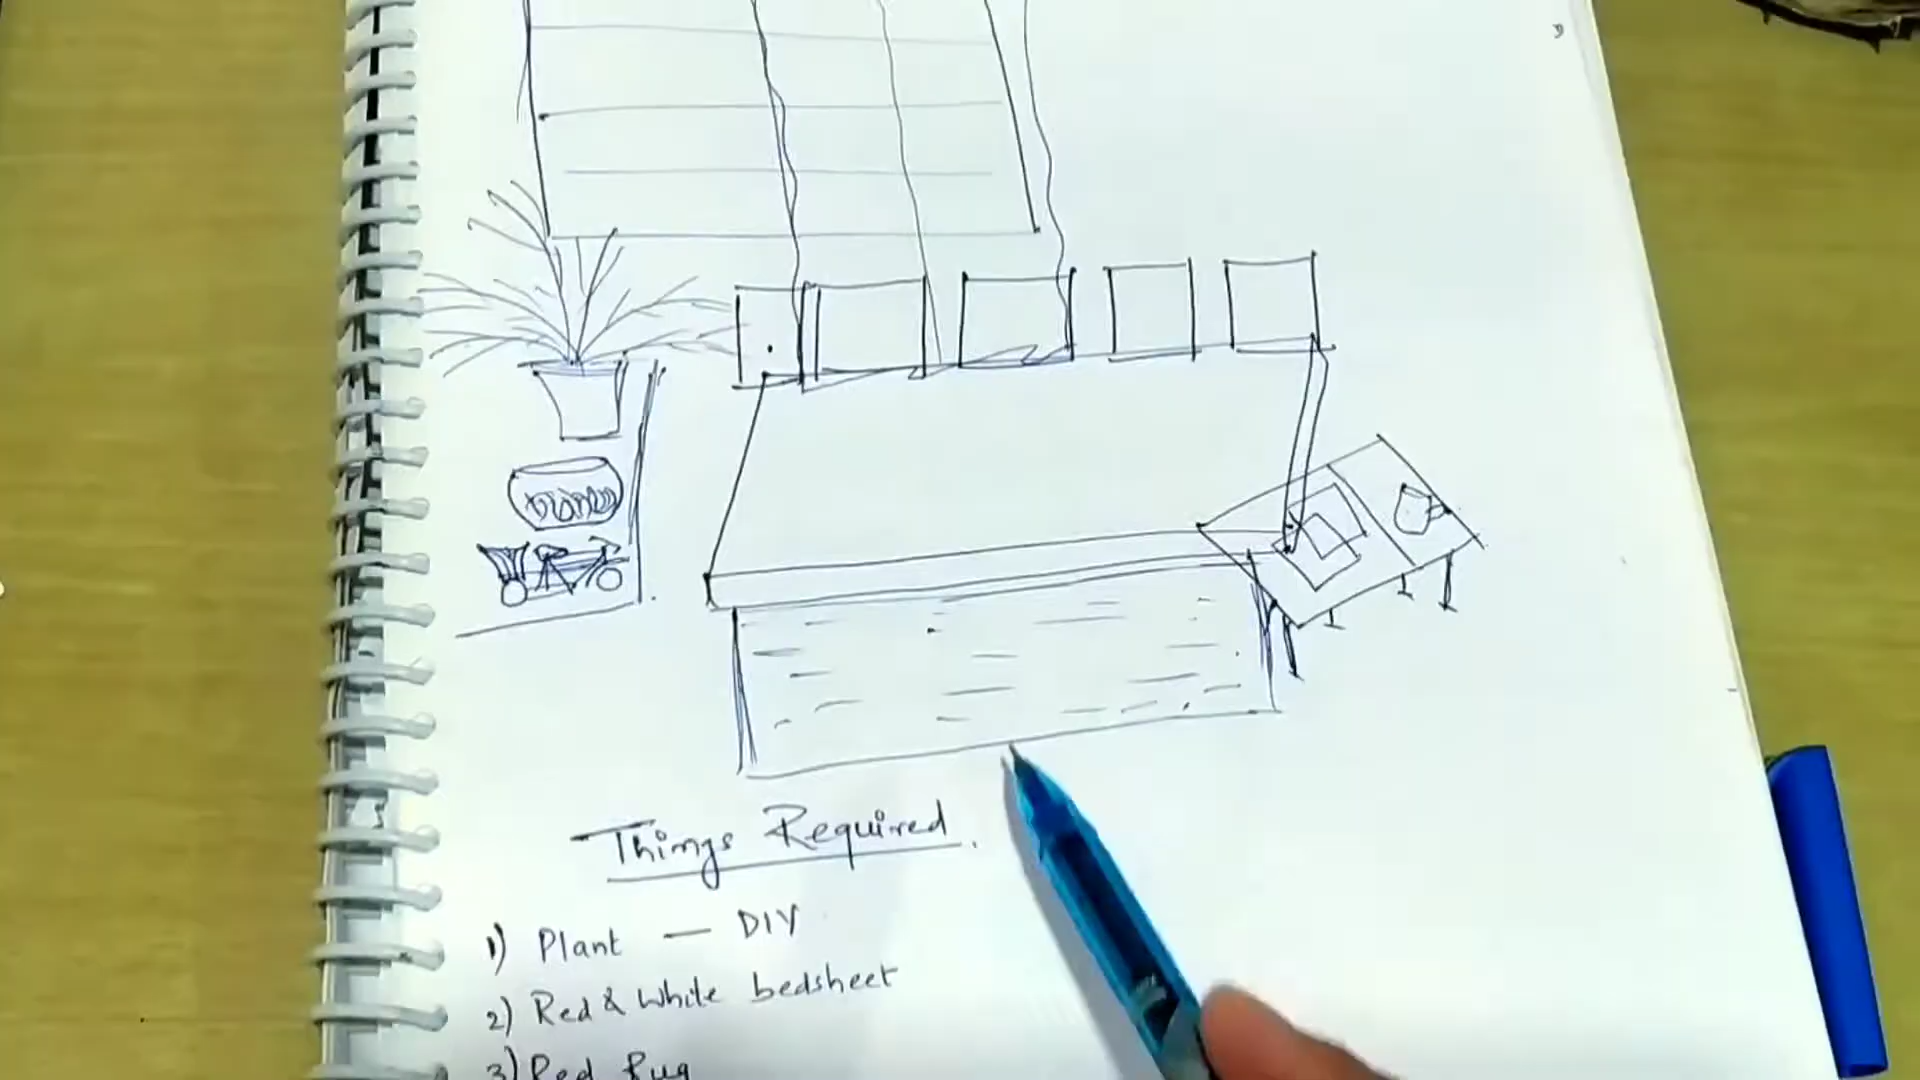 Things Required
1) Plant — DIY
2) Red & White bedsheet
3) Red Rug